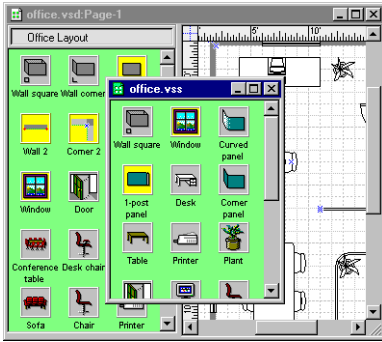 office.vsd:Page-1
Office Layout
5' 10'
Wall square Wall corner
Wall 2 Corner 2
Window Door
Conference table Desk chair
Sofa Chair Printer
office.vss
Wall square Window Curved panel
1-post panel Desk Corner panel
Table Printer Plant